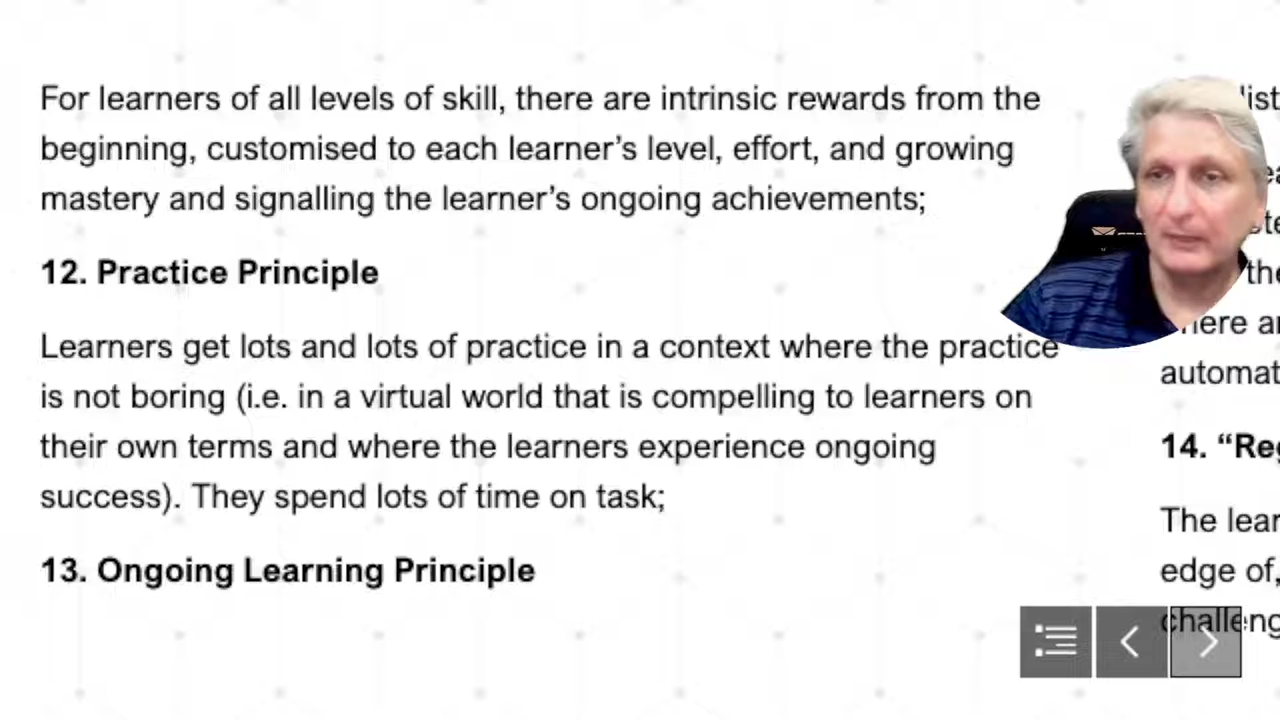 For learners of all levels of skill, there are intrinsic rewards from the
beginning, customised to each learner’s level, effort, and growing
mastery and signalling the learner’s ongoing achievements;
12. Practice Principle
Learners get lots and lots of practice in a context where the practice
is not boring (i.e. in a virtual world that is compelling to learners on
their own terms and where the learners experience ongoing
success). They spend lots of time on task;
13. Ongoing Learning Principle
14.
The
edge of,